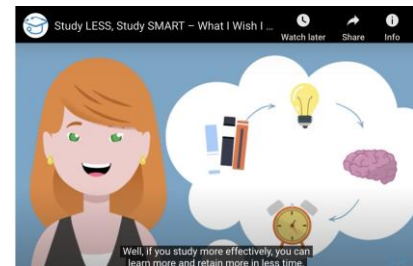 Study LESS, Study SMART – What I Wish I ...
Watch later
Share
Info
Well, if you study more effectively, you can
learn more and retain more in less time.